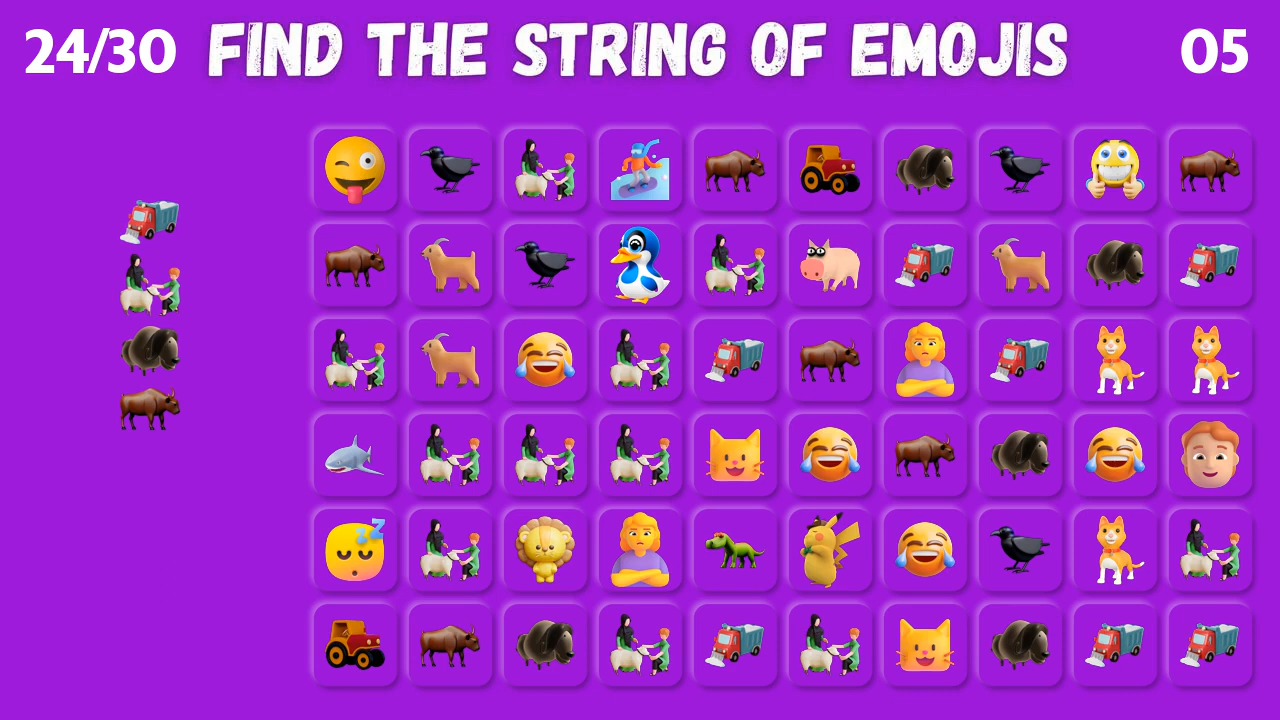 24/30
FIND THE STRING OF EMOJIS
05